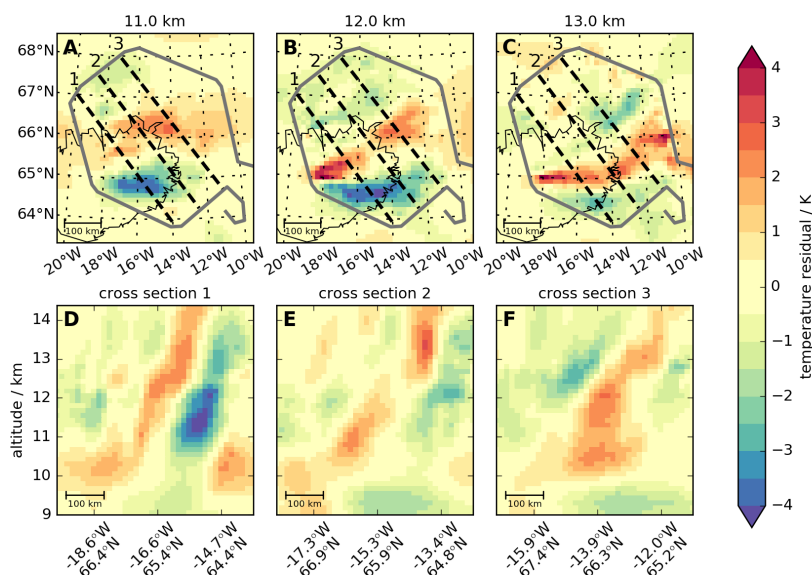 11.0 km
12.0 km
13.0 km
A
B
C
1
2
3
1
2
3
1
2
3
68°N
67°N
66°N
65°N
64°N
100 km
100 km
100 km
20°W
18°W
16°W
14°W
12°W
10°W
20°W
18°W
16°W
14°W
12°W
10°W
20°W
18°W
16°W
14°W
12°W
10°W
cross section 1
cross section 2
cross section 3
D
E
F
altitude / km
14
13
12
11
10
9
100 km
100 km
100 km
-18.6°W
66.4°N
-16.6°W
65.4°N
-14.7°W
64.4°N
-17.3°W
66.9°N
-15.3°W
65.9°N
-13.4°W
64.8°N
-15.9°W
67.4°N
-13.9°W
66.3°N
-12.0°W
65.2°N
4
3
2
1
0
−1
−2
−3
−4
temperature residual / K